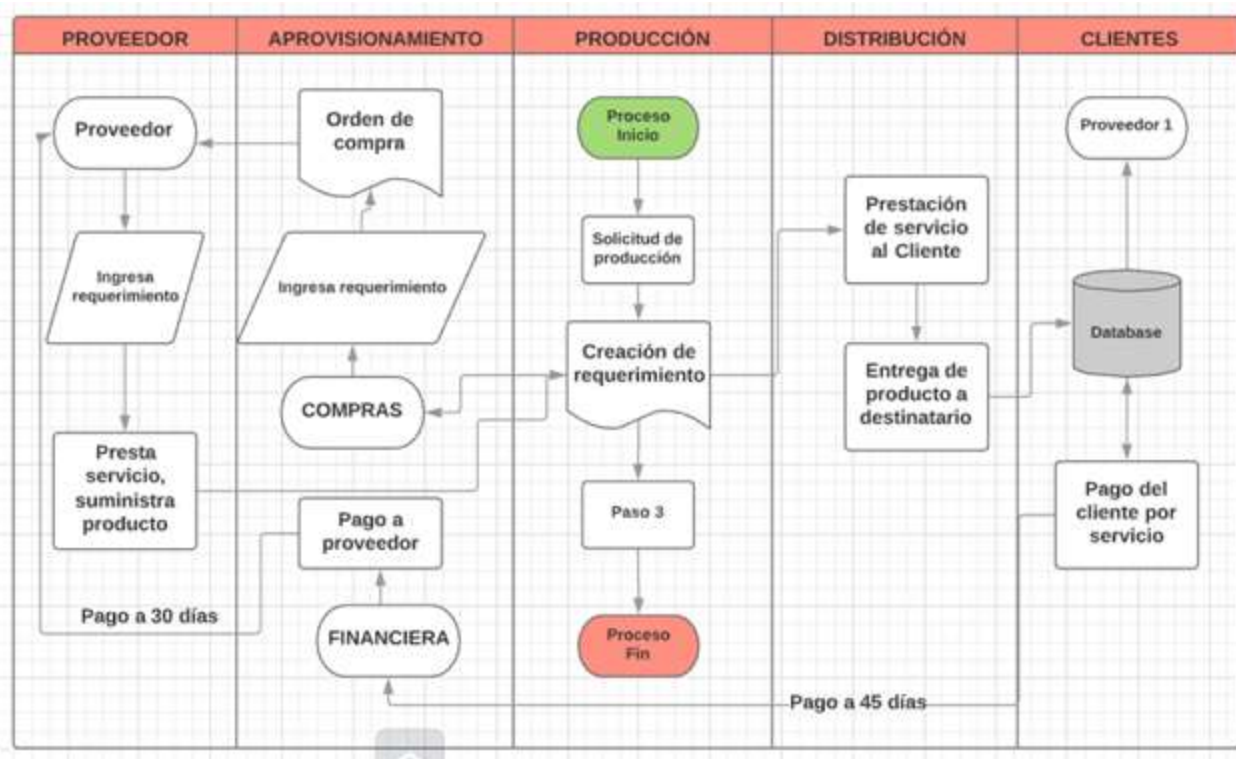 PROVEEDOR
APROVISIONAMIENTO
PRODUCCIÓN
DISTRIBUCIÓN
CLIENTES
Proveedor
Ingresa
requerimiento
Presta
servicio,
suministra
producto
Pago a 30 días
Orden de
compra
Ingresa requerimiento
COMPRAS
Pago a
proveedor
FINANCIERA
Proceso
Inicio
Solicitud de
producción
Creación de
requerimiento
Paso 3
Proceso
Fin
Prestación
de servicio
al Cliente
Entrega de
producto a
destinatario
Pago a 45 días
Proveedor 1
Database
Pago del
cliente por
servicio